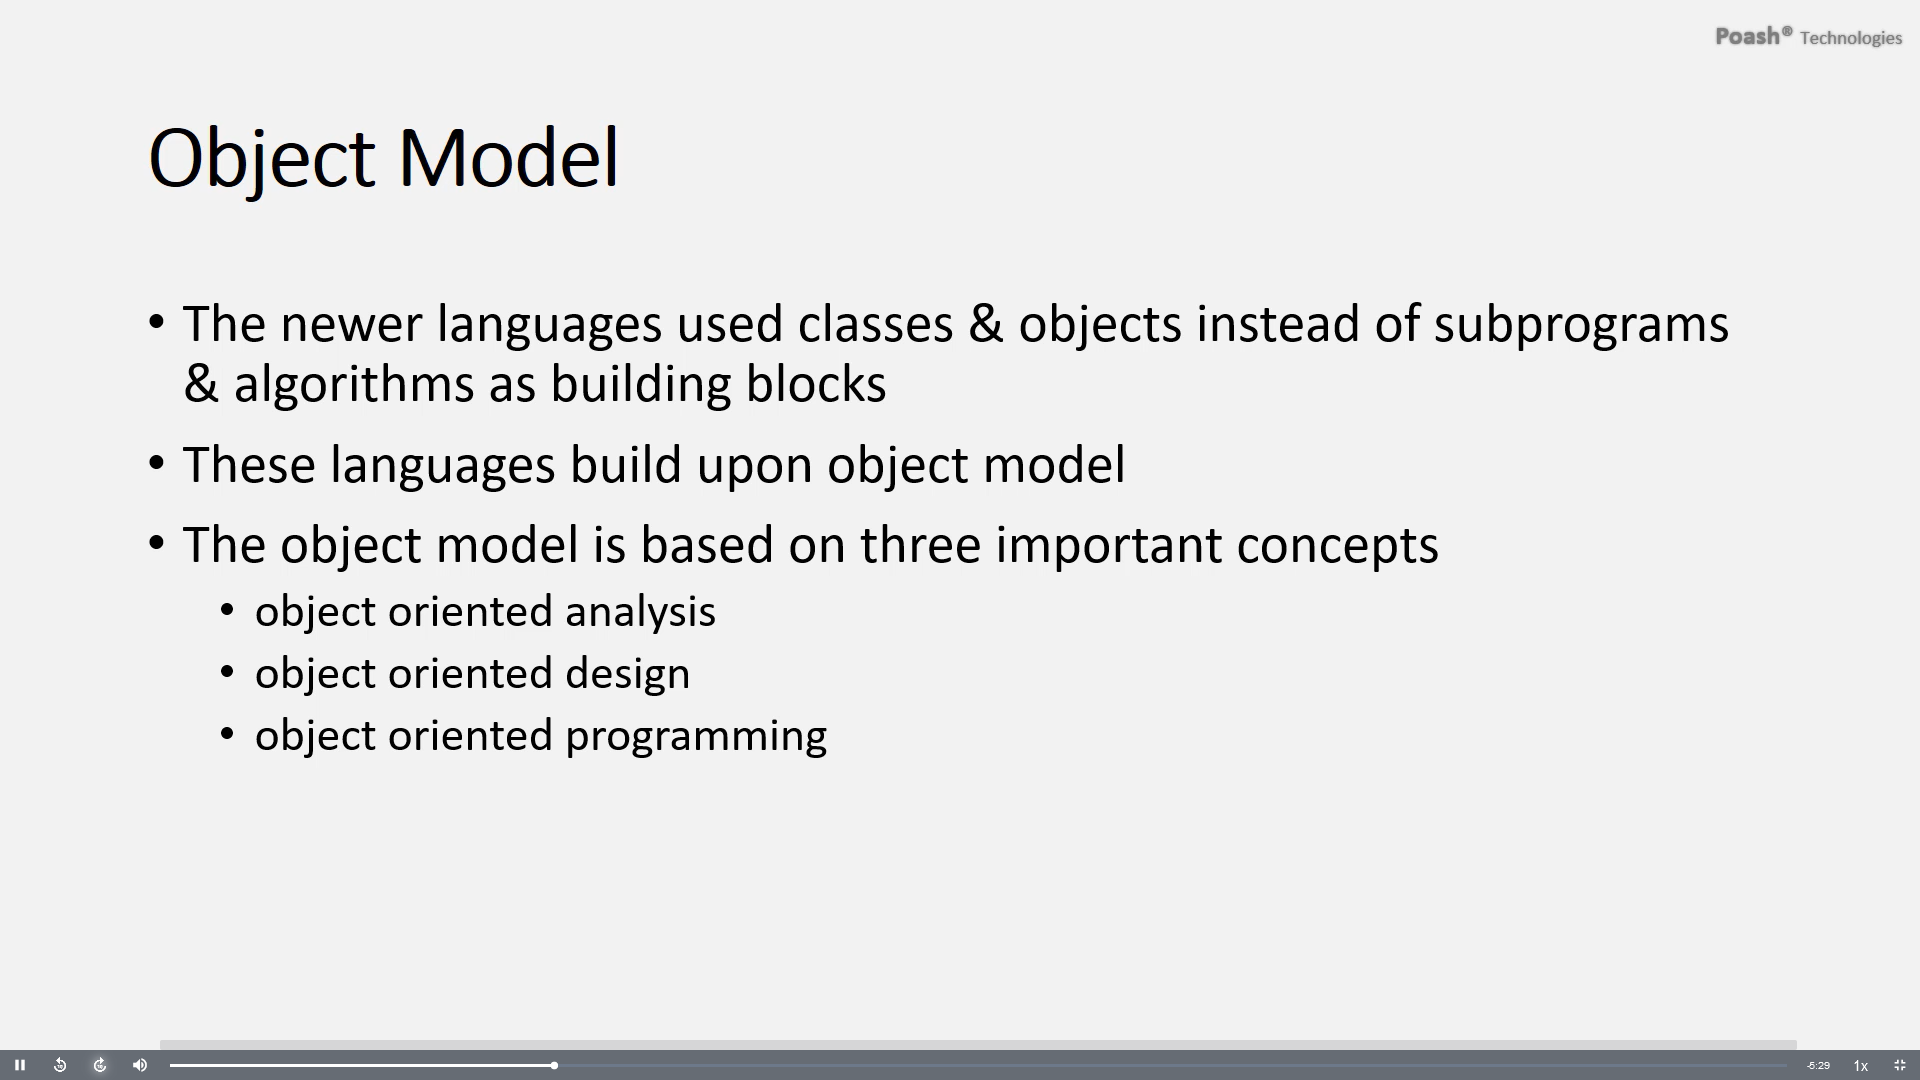 Poash® Technologies
Object Model
• The newer languages used classes & objects instead of subprograms
& algorithms as building blocks
• These languages build upon object model
• The object model is based on three important concepts
• object oriented analysis
• object oriented design
• object oriented programming
-5:29 1x